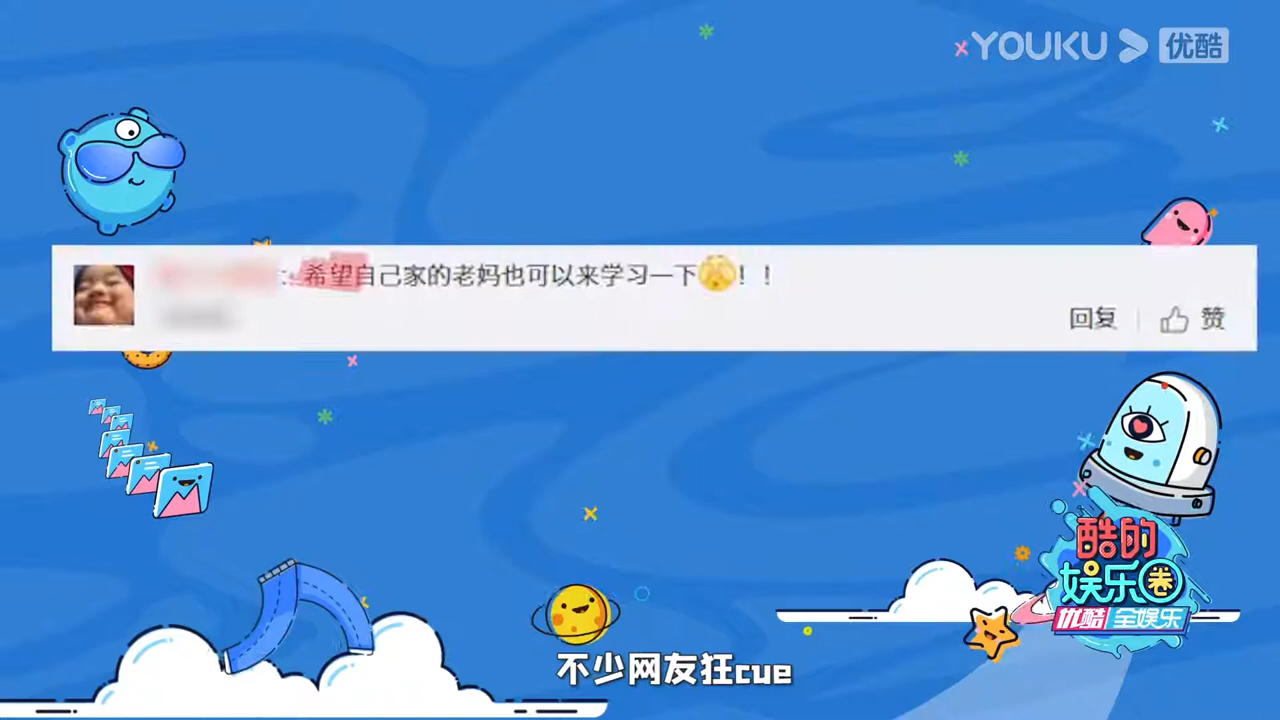 YOUKU 优酷
希望自己家的老妈也可以来学习一下！！
回复 赞
酷的
娱乐圈
优酷 全娱乐
不少网友狂cue